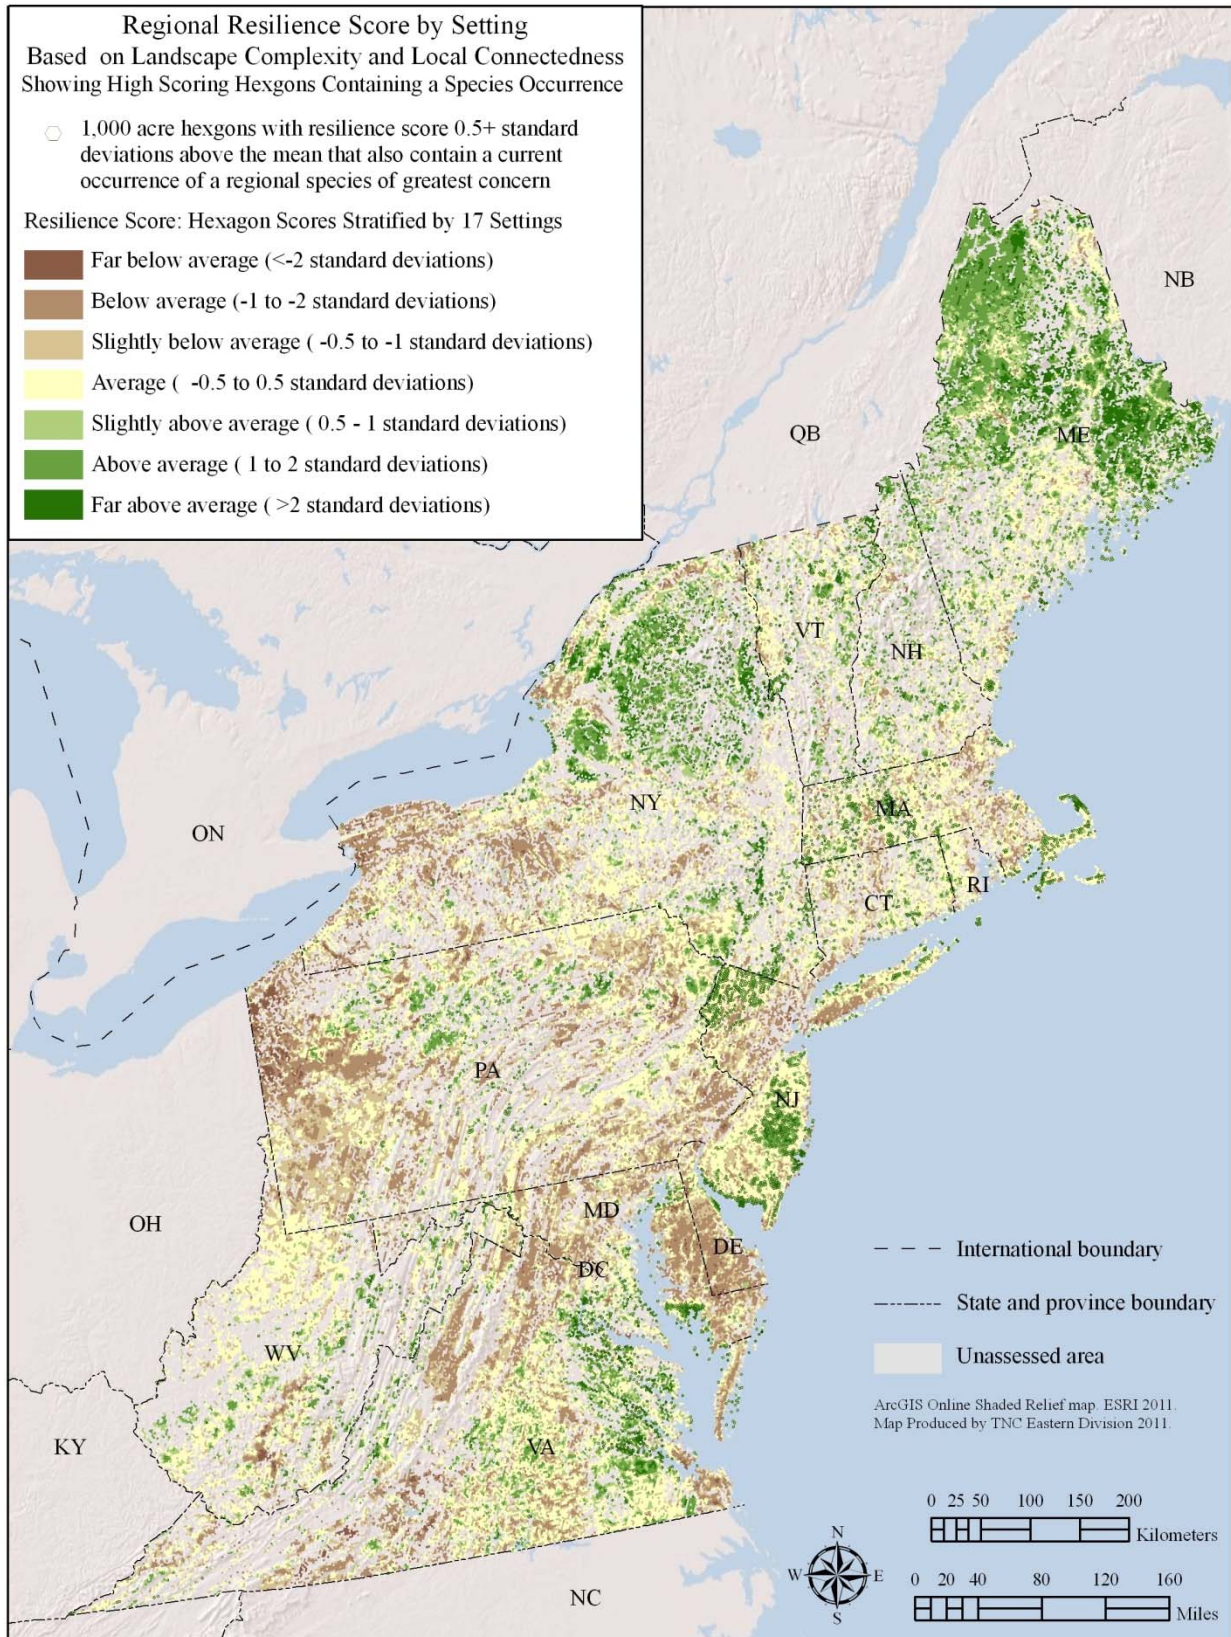 Regional Resilience Score by Setting
Based on Landscape Complexity and Local Connectedness
Showing High Scoring Hexgons Containing a Species Occurrence
1,000 acre hexgons with resilience score 0.5+ standard
deviations above the mean that also contain a current
occurrence of a regional species of greatest concern
Resilience Score: Hexagon Scores Stratified by 17 Settings
Far below average (<-2 standard deviations)
Below average (-1 to -2 standard deviations)
Slightly below average ( -0.5 to -1 standard deviations)
Average ( -0.5 to 0.5 standard deviations)
Slightly above average ( 0.5 - 1 standard deviations)
Above average ( 1 to 2 standard deviations)
Far above average ( >2 standard deviations)
NB
QB
ME
VT
NH
NY
MA
ON
RI
CT
PA
NJ
OH
MD
DE
DC
WV
KY
VA
NC
International boundary
State and province boundary
Unassessed area
ArcGIS Online Shaded Relief map. ESRI 2011.
Map Produced by TNC Eastern Division 2011.
0 25 50 100 150 200
Kilometers
N
W E
S
0 20 40 80 120 160
Miles